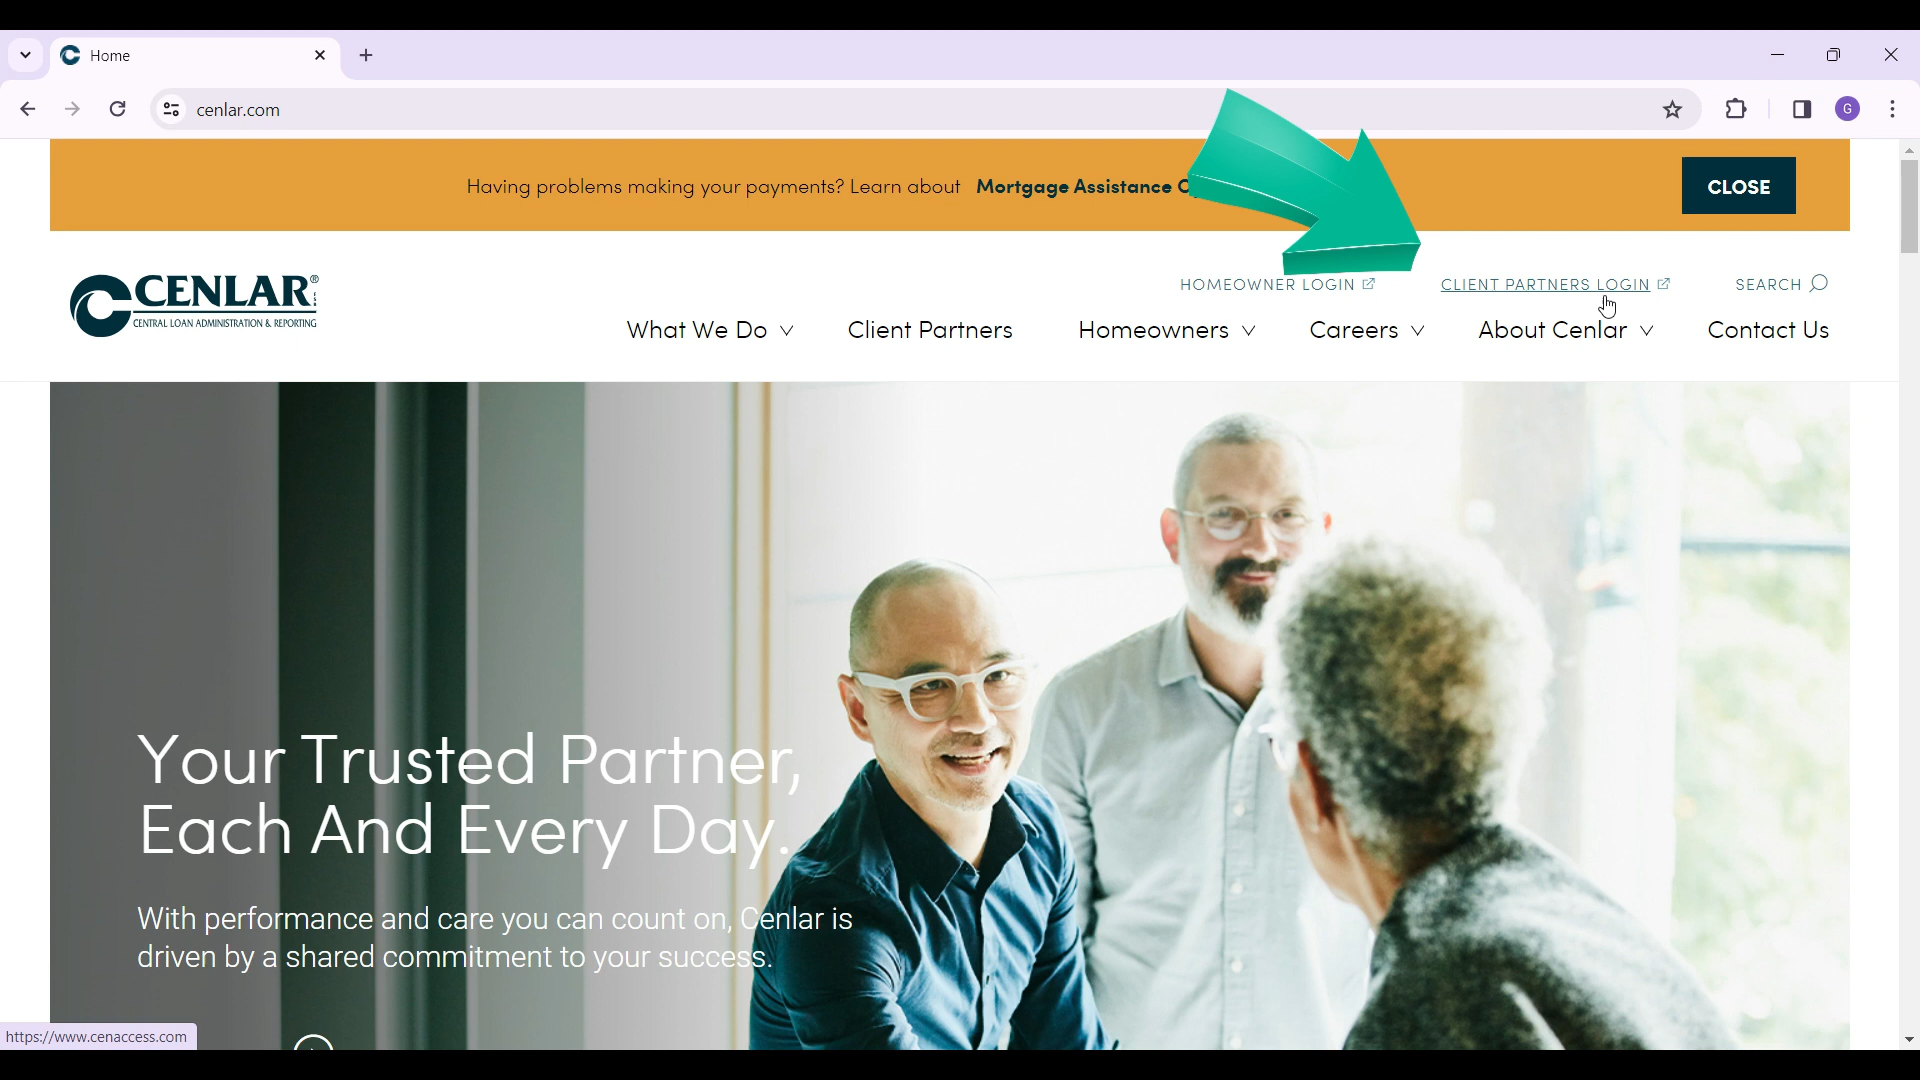 Home
cenlar.com
G
Having problems making your payments? Learn about Mortgage Assistance
CLOSE
CENLAR®
CENTRAL LOAN ADMINISTRATION & REPORTING
HOMEOWNER LOGIN
CLIENT PARTNERS LOGIN
SEARCH
What We Do
Client Partners
Homeowners
Careers
About Cenlar
Contact Us
Your Trusted Partner,
Each And Every Day.
With performance and care you can count on, Cenlar is
driven by a shared commitment to your success.
https://www.cenaccess.com